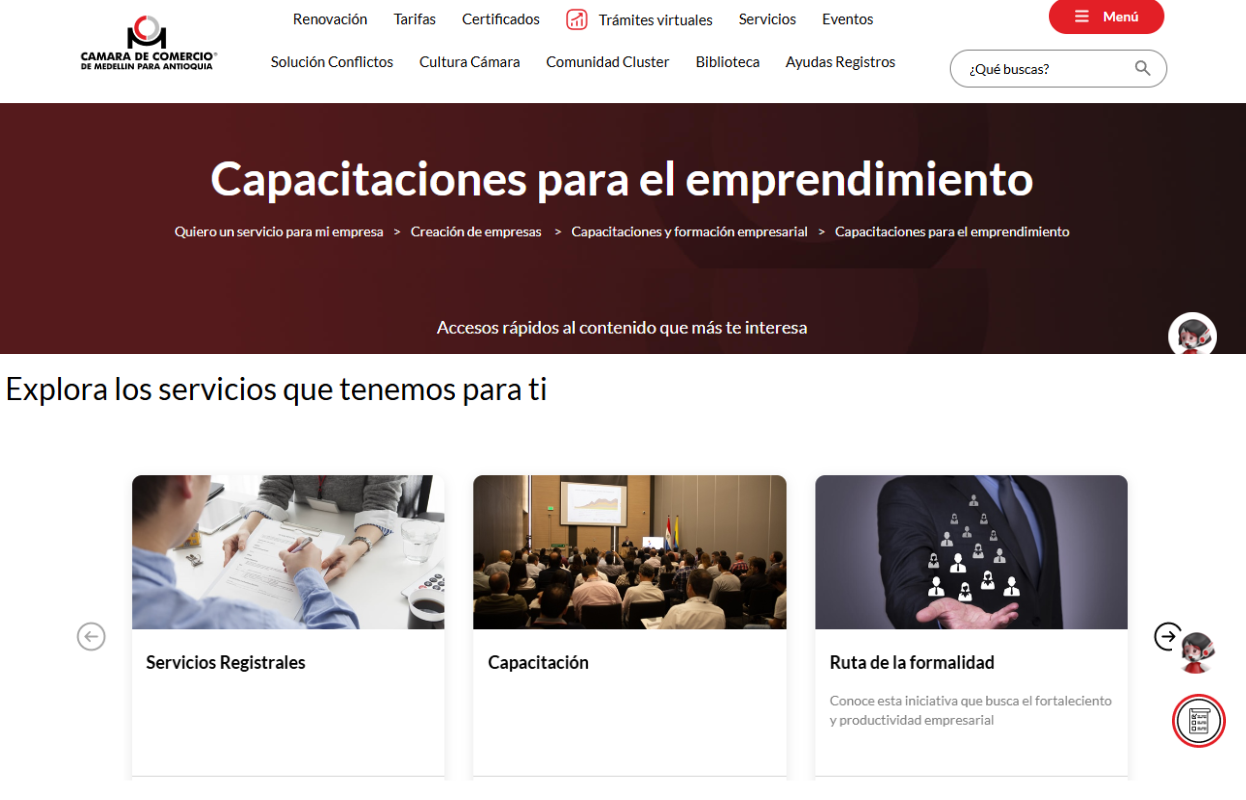 Renovación Tarifas Certificados Trámites virtuales Servicios Eventos
Menú
CAMARA DE COMERCIO®
DE MEDELLIN PARA ANTIOQUIA
Solución Conflictos Cultura Cámara Comunidad Cluster Biblioteca Ayudas Registros
¿Qué buscas?
Capacitaciones para el emprendimiento
Quiero un servicio para mi empresa > Creación de empresas > Capacitaciones y formación empresarial > Capacitaciones para el emprendimiento
Accesos rápidos al contenido que más te interesa
Explora los servicios que tenemos para ti
Servicios Registrales
Capacitación
Ruta de la formalidad
Conoce esta iniciativa que busca el fortaleciento
y productividad empresarial